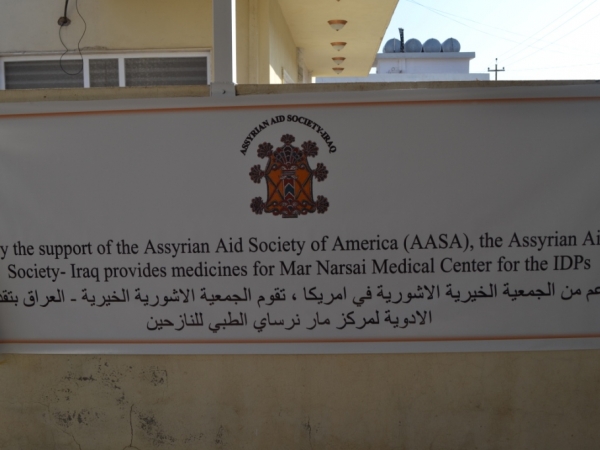 ASSYRIAN AID SOCIETY-IRAQ
y the support of the Assyrian Aid Society of America (AASA), the Assyrian Ai
Society- Iraq provides medicines for Mar Narsai Medical Center for the IDPs
عم من الجمعية الخيرية الاشورية في امريكا ، تقوم الجمعية الاشورية الخيرية - العراق بتقد
الادوية لمركز مار نرساي الطبي للنازحين